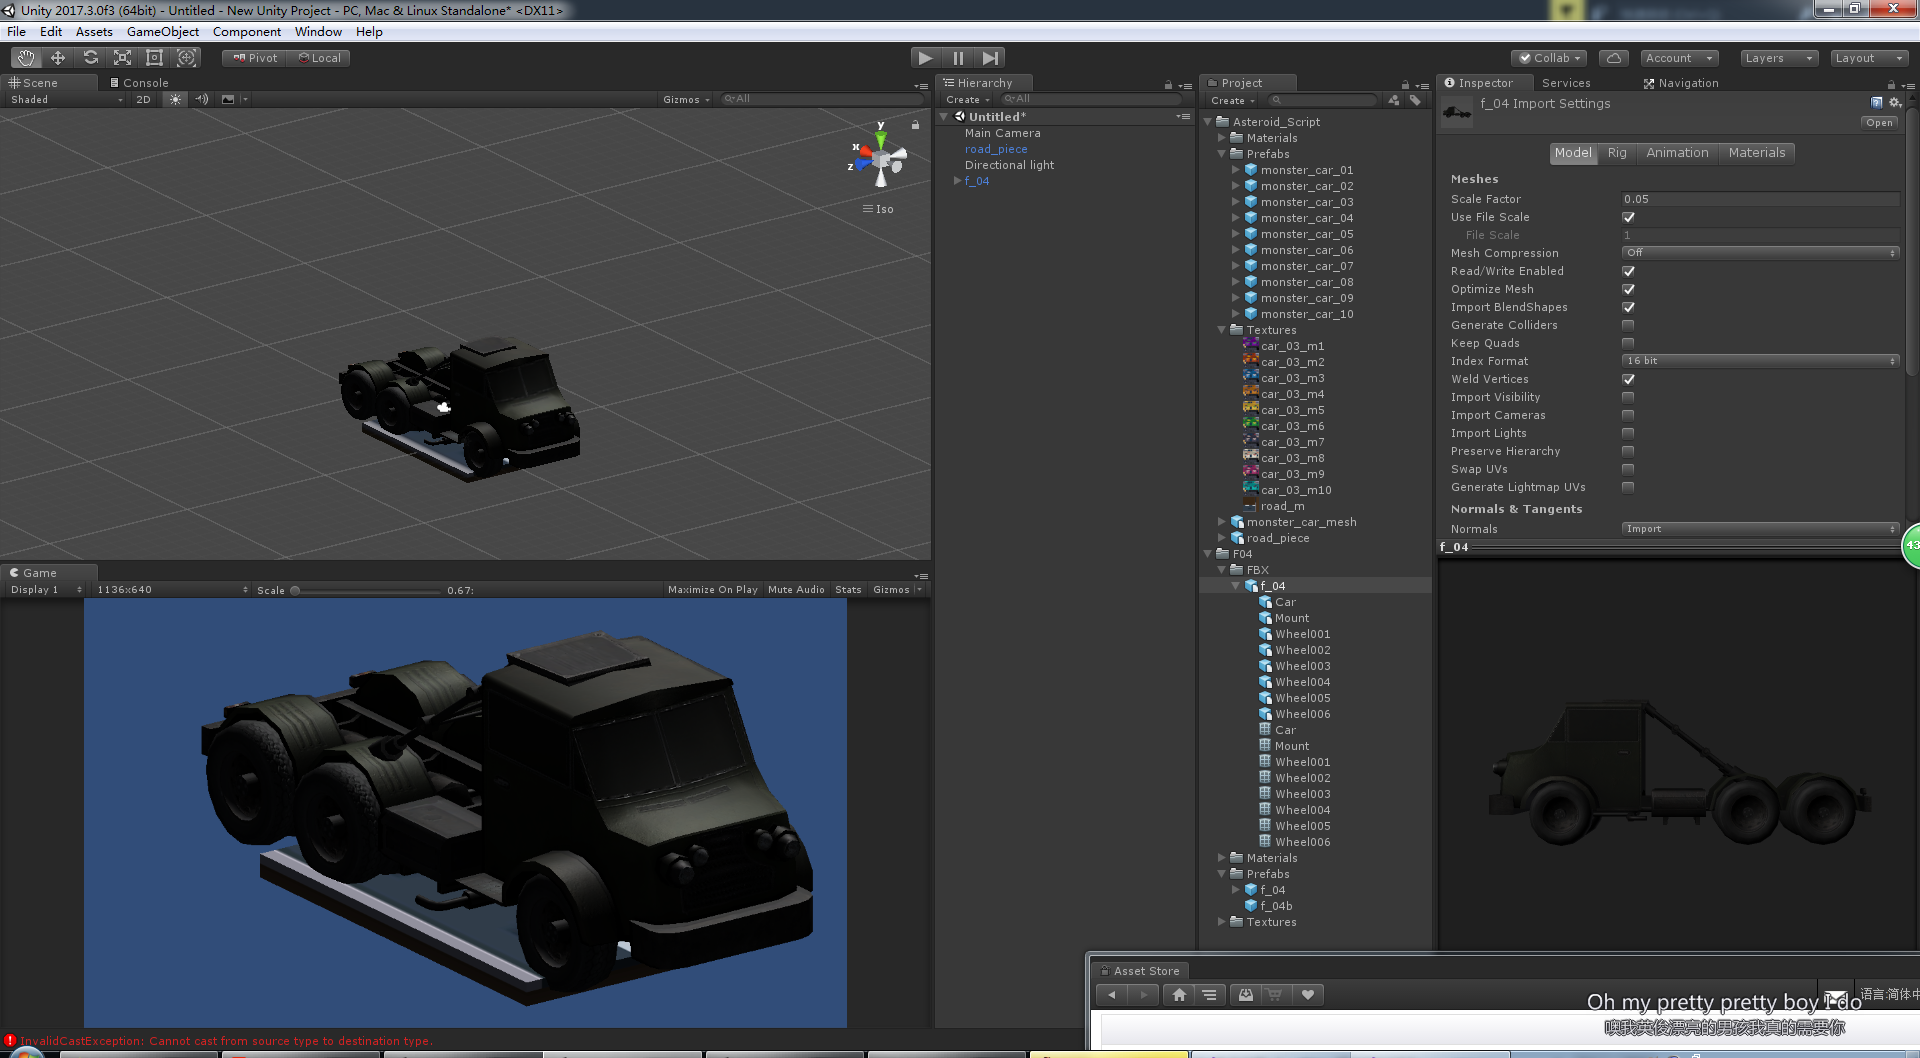 Unity 2017.3.0f3 (64bit) - Untitled - New Unity Project - PC, Mac & Linux Standalone* <DX11>
File Edit Assets GameObject Component Window Help
Pivot Local
Collab Account Layers Layout
Scene Console
Shaded 2D Gizmos All
y
x
z
Iso
Game
Display 1 1136x640 Scale 0.67: Maximize On Play Mute Audio Stats Gizmos
InvalidCastException: Cannot cast from source type to destination type.
Hierarchy
Create All
Untitled*
Main Camera
road_piece
Directional light
f_04
Project
Create
Asteroid_Script
Materials
Prefabs
monster_car_01
monster_car_02
monster_car_03
monster_car_04
monster_car_05
monster_car_06
monster_car_07
monster_car_08
monster_car_09
monster_car_10
Textures
car_03_m1
car_03_m2
car_03_m3
car_03_m4
car_03_m5
car_03_m6
car_03_m7
car_03_m8
car_03_m9
car_03_m10
road_m
monster_car_mesh
road_piece
F04
FBX
f_04
Car
Mount
Wheel001
Wheel002
Wheel003
Wheel004
Wheel005
Wheel006
Car
Mount
Wheel001
Wheel002
Wheel003
Wheel004
Wheel005
Wheel006
Materials
Prefabs
f_04
f_04b
Textures
Inspector Services Navigation
f_04 Import Settings
Open
Model Rig Animation Materials
Meshes
Scale Factor 0.05
Use File Scale
File Scale 1
Mesh Compression Off
Read/Write Enabled
Optimize Mesh
Import BlendShapes
Generate Colliders
Keep Quads
Index Format 16 bit
Weld Vertices
Import Visibility
Import Cameras
Import Lights
Preserve Hierarchy
Swap UVs
Generate Lightmap UVs
Normals & Tangents
Normals Import
f_04
43
Asset Store
语言:简体中
Oh my pretty pretty boy I do
噢我英俊漂亮的男孩我真的需要你